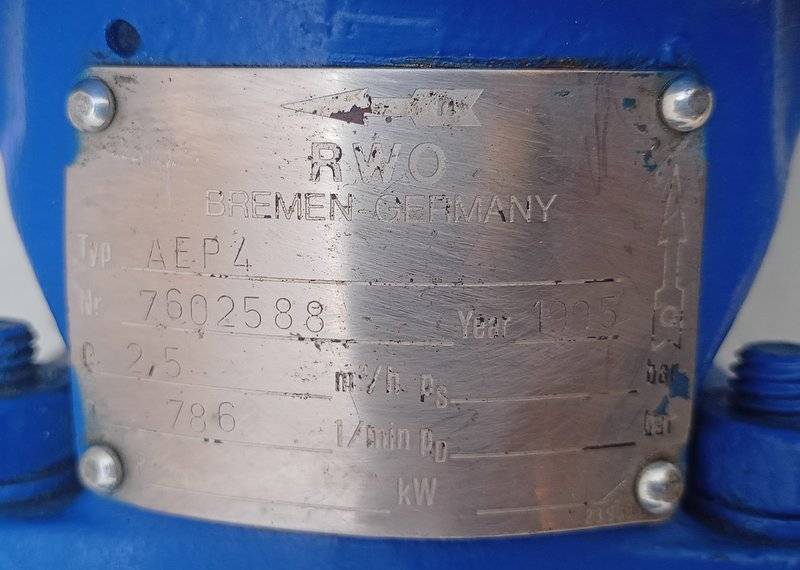 RWO
BREMEN-GERMANY
Typ AEP4
Nr 7602588 Year 1995
Q 2,5 m³/h Ps bar
786 1/min PD bar
kW